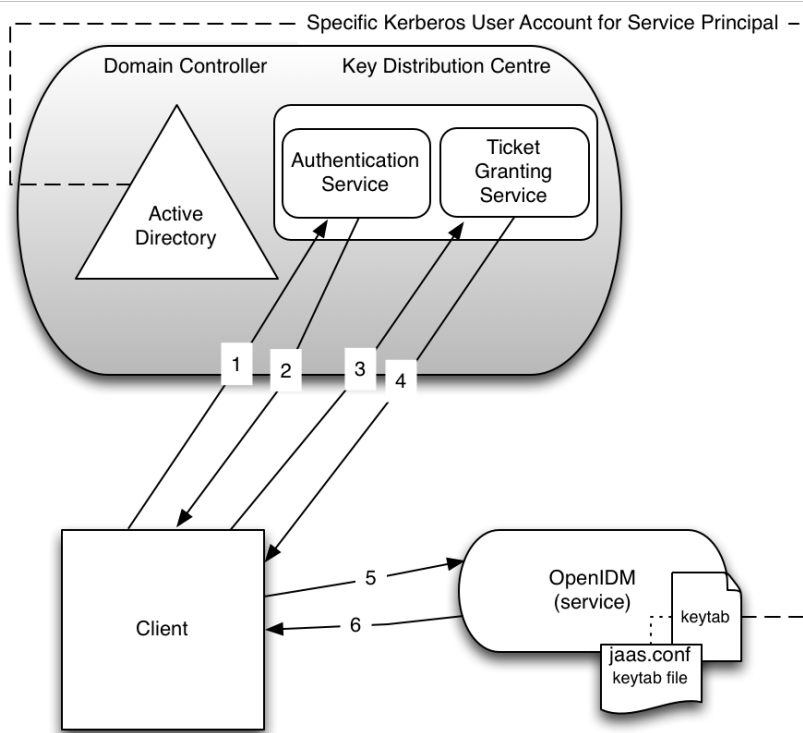 Specific Kerberos User Account for Service Principal
Domain Controller
Key Distribution Centre
Authentication
Service
Ticket
Granting
Service
Active
Directory
1
2
3
4
5
6
Client
OpenIDM
(service)
keytab
jaas.conf
keytab file